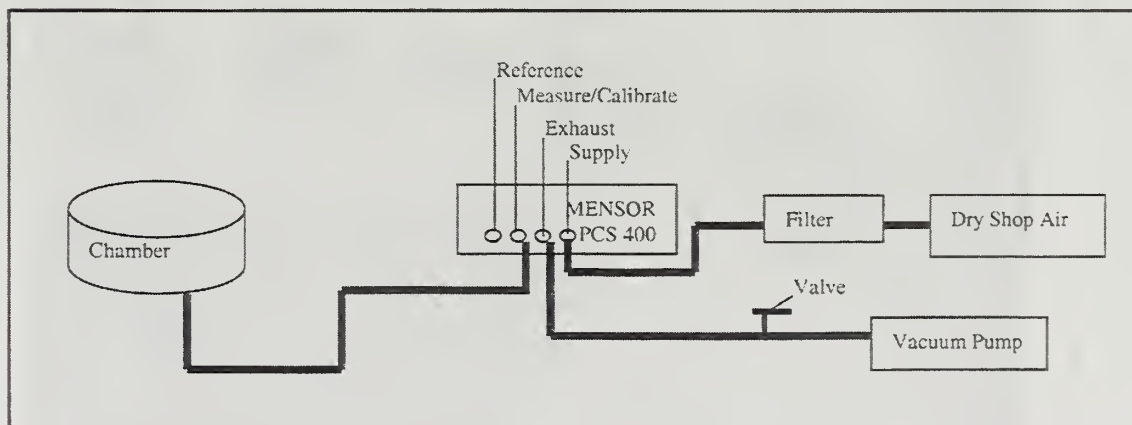 Reference
Measure/Calibrate
Exhaust
Supply
MENSOR
PCS 400
Chamber
Filter
Dry Shop Air
Valve
Vacuum Pump